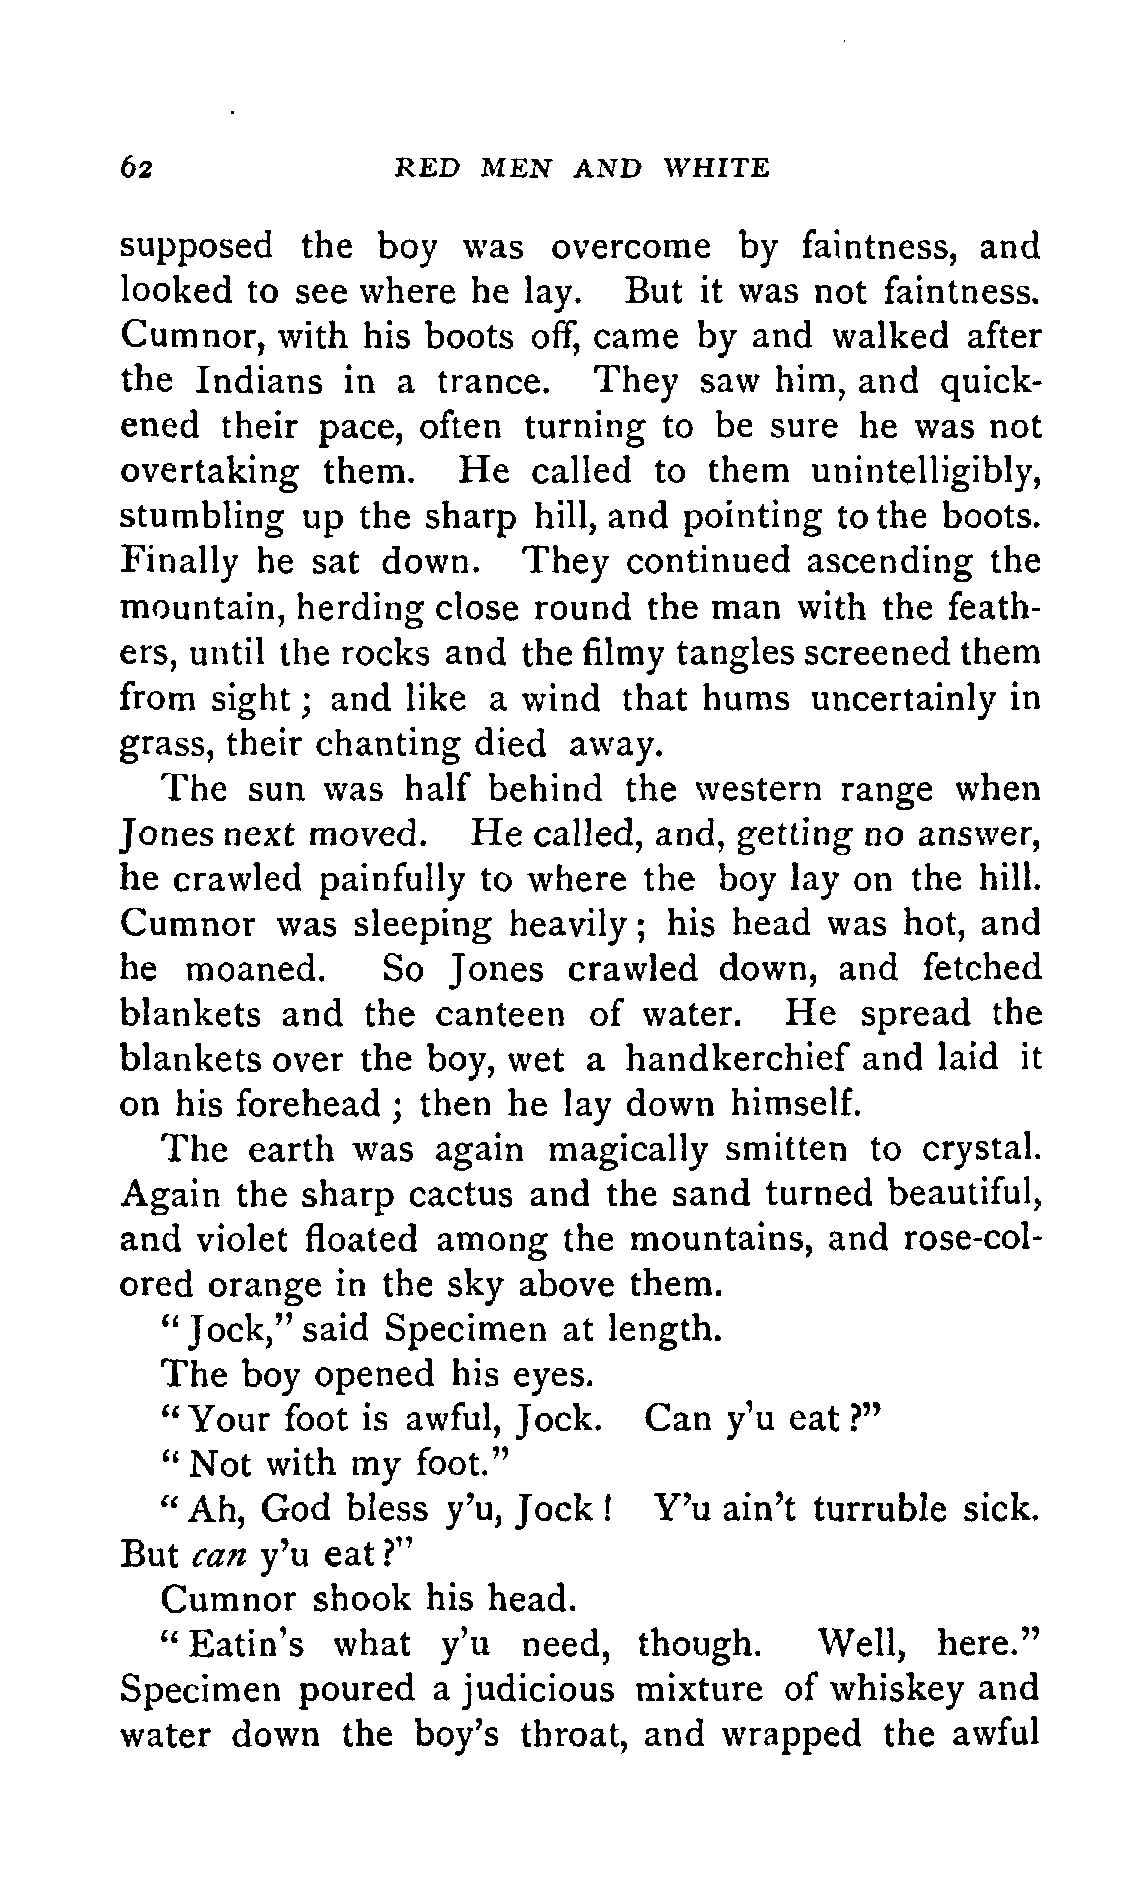 62 RED MEN AND WHITE
supposed the boy was overcome by faintness, and
looked to see where he lay. But it was not faintness.
Cumnor, with his boots off, came by and walked after
the Indians in a trance. They saw him, and quick-
ened their pace, often turning to be sure he was not
overtaking them. He called to them unintelligibly,
stumbling up the sharp hill, and pointing to the boots.
Finally he sat down. They continued ascending the
mountain, herding close round the man with the feath-
ers, until the rocks and the filmy tangles screened them
from sight; and like a wind that hums uncertainly in
grass, their chanting died away.
The sun was half behind the western range when
Jones next moved. He called, and, getting no answer,
he crawled painfully to where the boy lay on the hill.
Cumnor was sleeping heavily; his head was hot, and
he moaned. So Jones crawled down, and fetched
blankets and the canteen of water. He spread the
blankets over the boy, wet a handkerchief and laid it
on his forehead; then he lay down himself.
The earth was again magically smitten to crystal.
Again the sharp cactus and the sand turned beautiful,
and violet floated among the mountains, and rose-col-
ored orange in the sky above them.
"Jock," said Specimen at length.
The boy opened his eyes.
"Your foot is awful, Jock. Can y'u eat?"
"Not with my foot."
"Ah, God bless y'u, Jock! Y'u ain't turruble sick.
But can y'u eat?"
Cumnor shook his head.
"Eatin's what y'u need, though. Well, here."
Specimen poured a judicious mixture of whiskey and
water down the boy's throat, and wrapped the awful